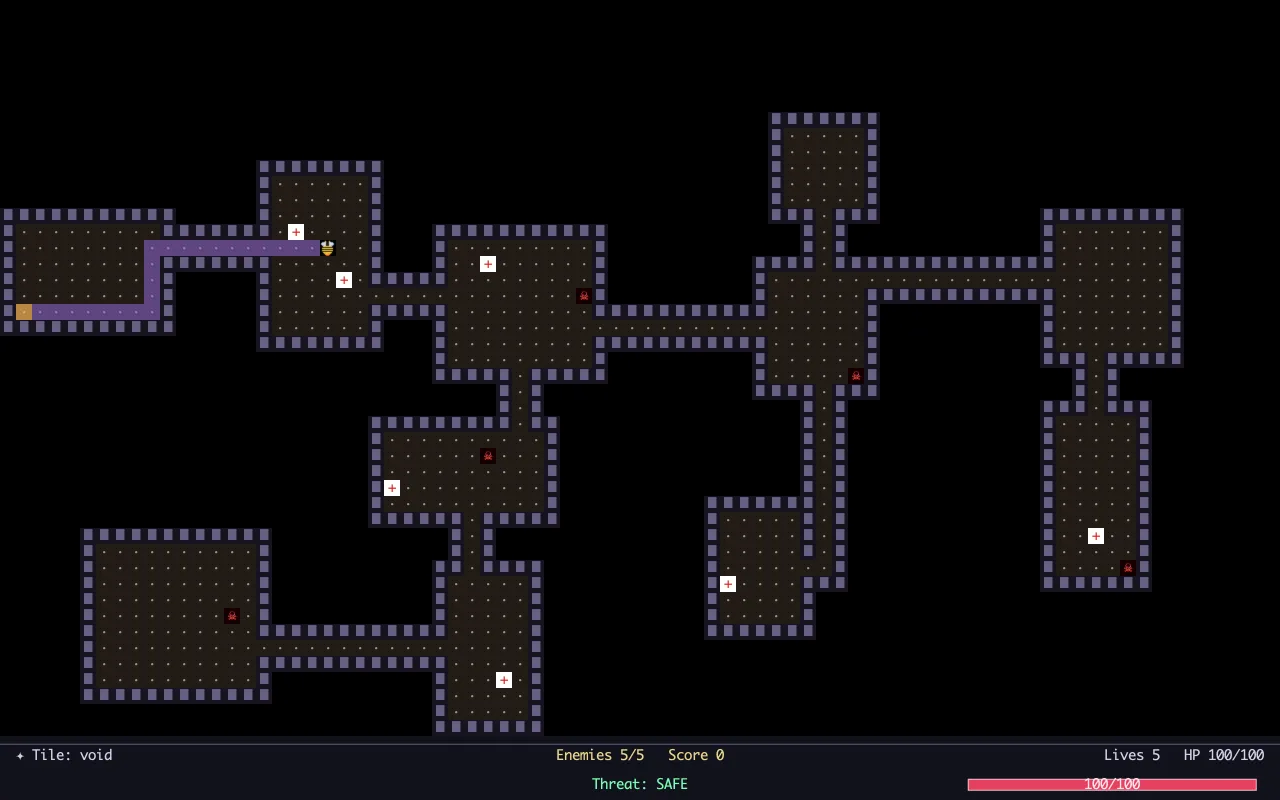 ✦ Tile: void
Enemies 5/5 Score 0
Lives 5 HP 100/100
Threat: SAFE
100/100